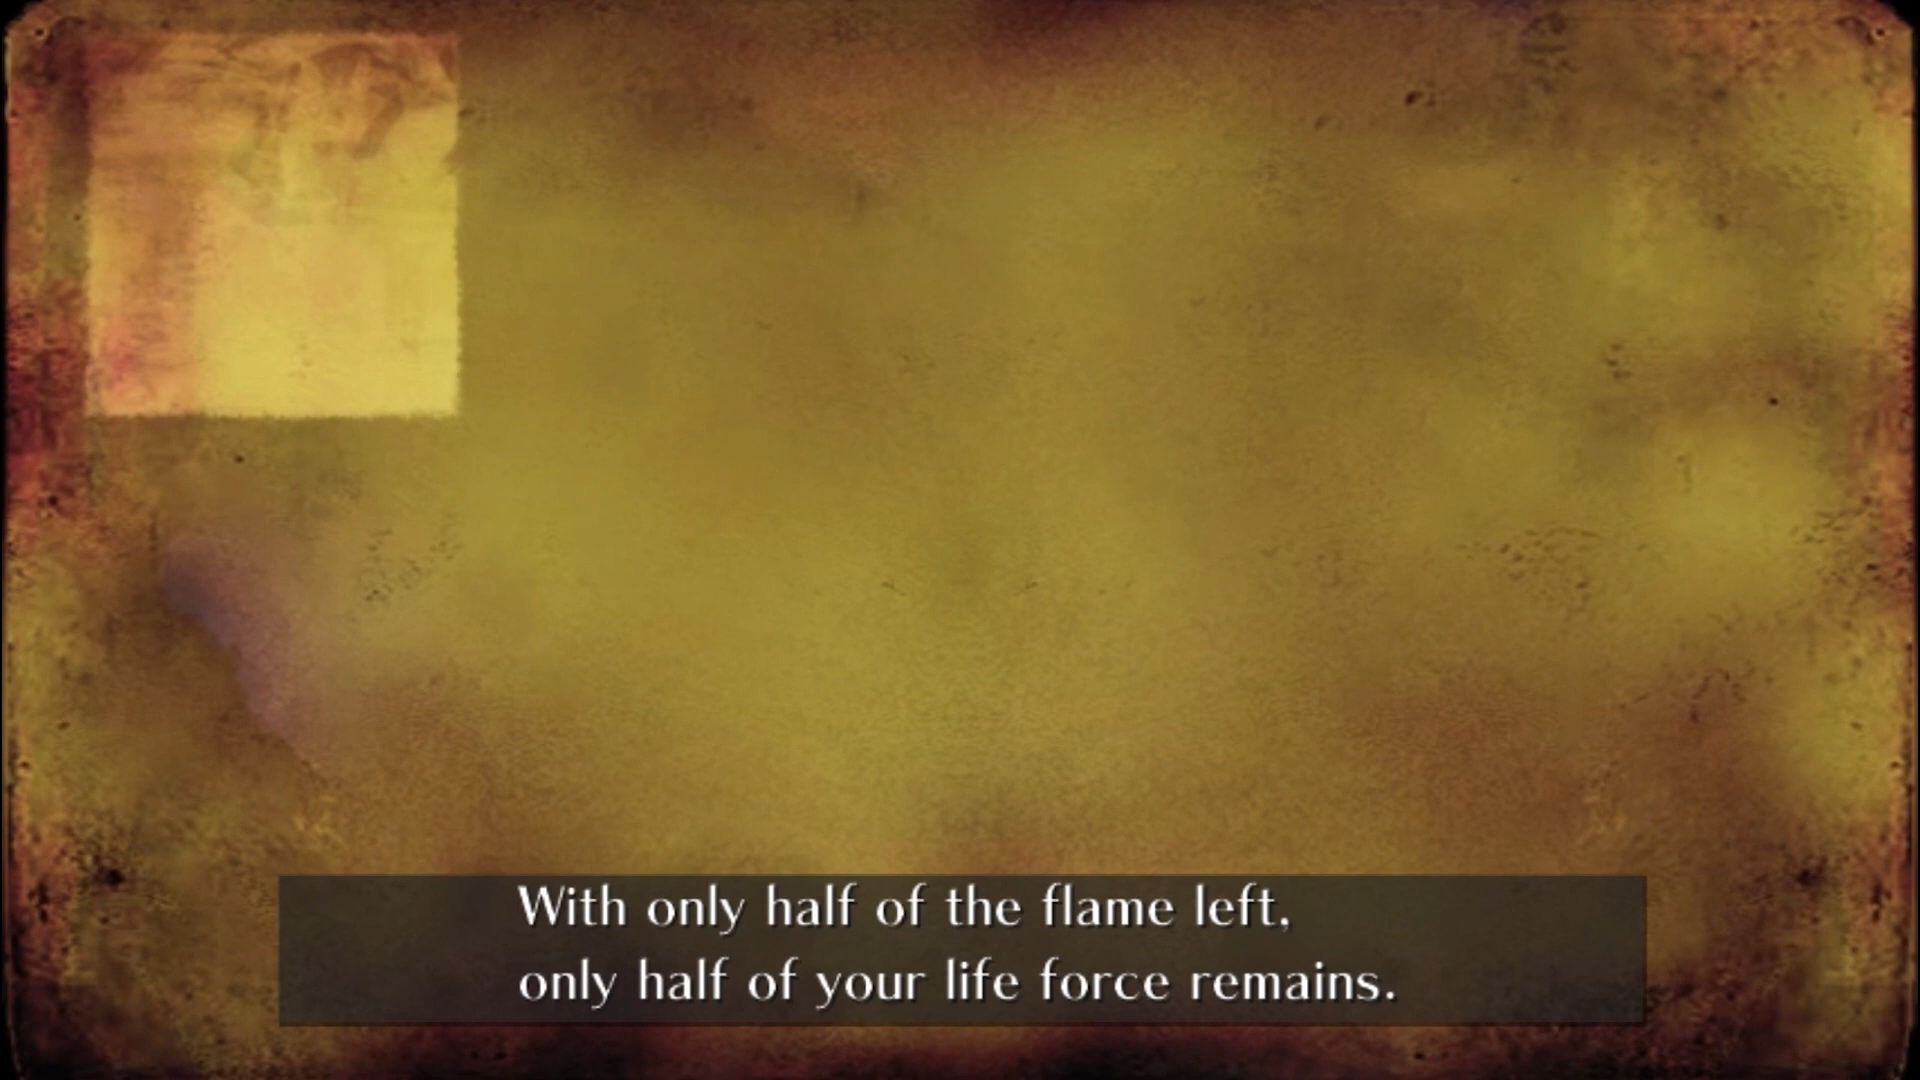 With only half of the flame left,
only half of your life force remains.